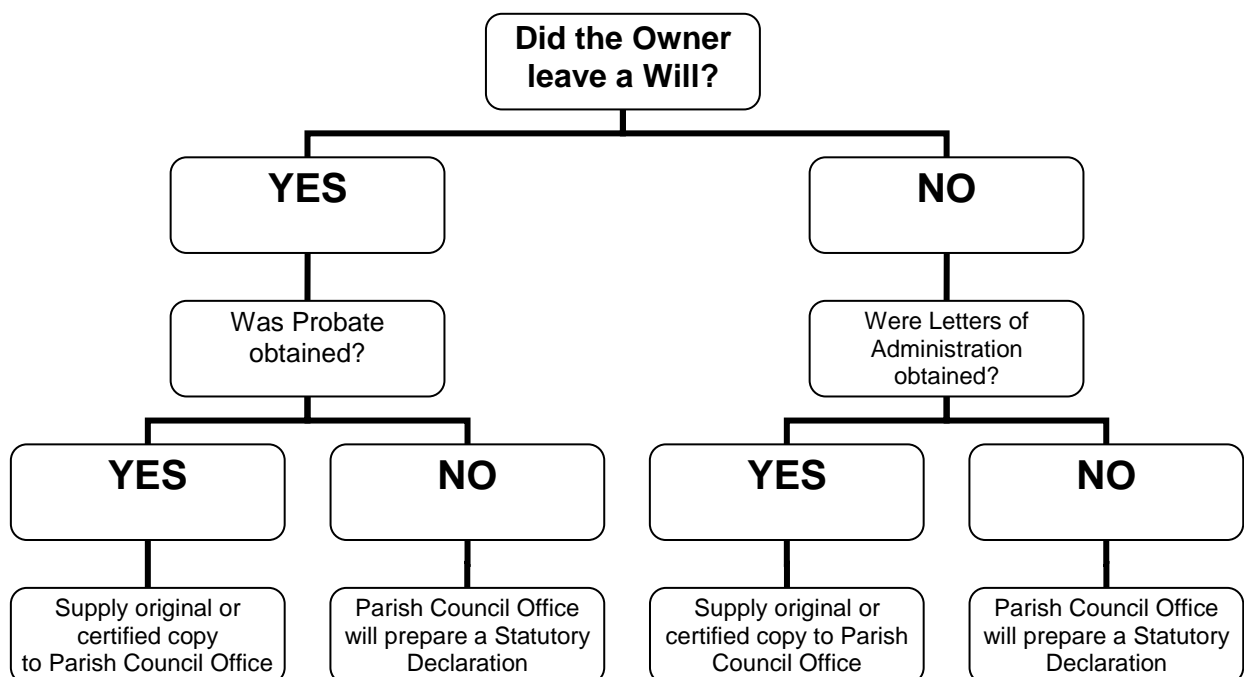 Did the Owner
leave a Will?
YES
NO
Was Probate
obtained?
Were Letters of
Administration
obtained?
YES
NO
YES
NO
Supply original or
certified copy
to Parish Council Office
Parish Council Office
will prepare a Statutory
Declaration
Supply original or
certified copy to Parish
Council Office
Parish Council Office
will prepare a Statutory
Declaration